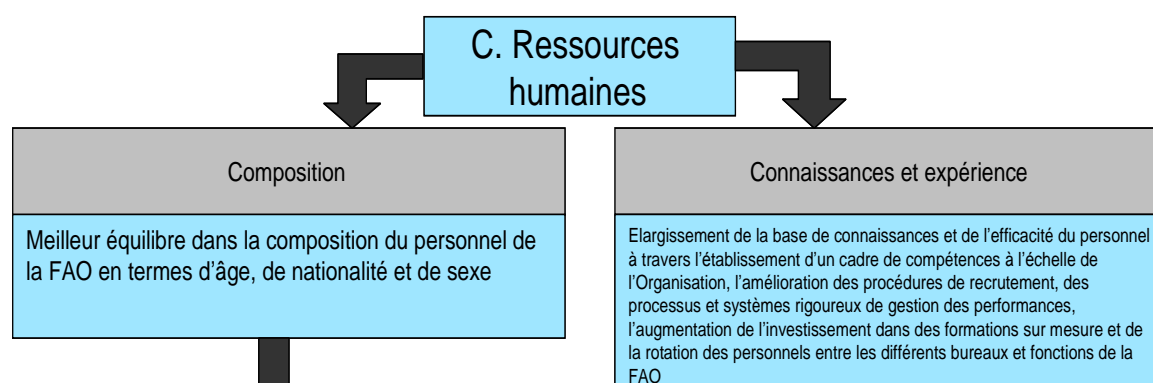 C. Ressources
humaines
Composition
Meilleur équilibre dans la composition du personnel de
la FAO en termes d'âge, de nationalité et de sexe
Connaissances et expérience
Elargissement de la base de connaissances et de l'efficacité du personnel
à travers l'établissement d'un cadre de compétences à l'échelle de
l'Organisation, l'amélioration des procédures de recrutement, des
processus et systèmes rigoureux de gestion des performances,
l'augmentation de l'investissement dans des formations sur mesure et de
la rotation des personnels entre les différents bureaux et fonctions de la
FAO